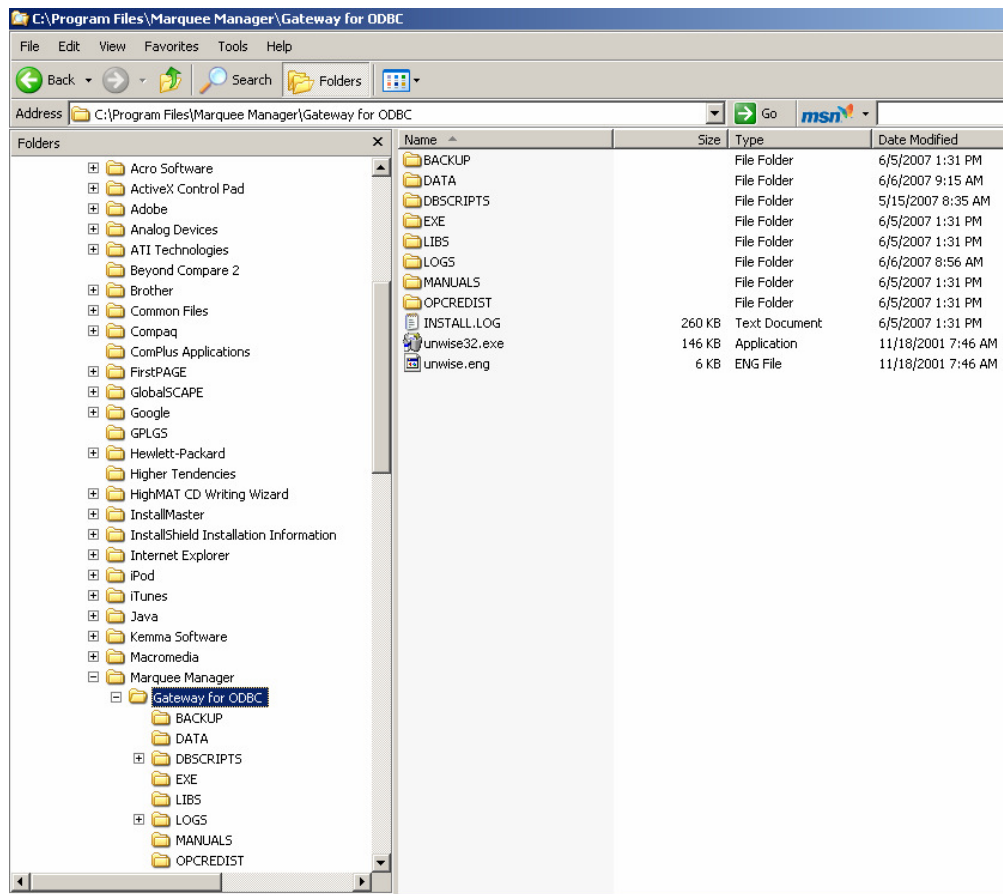 C:\Program Files\Marquee Manager\Gateway for ODBC
File Edit View Favorites Tools Help
Back Search Folders
Address C:\Program Files\Marquee Manager\Gateway for ODBC Go msn
Folders x
Acro Software
ActiveX Control Pad
Adobe
Analog Devices
ATI Technologies
Beyond Compare 2
Brother
Common Files
Compaq
ComPlus Applications
FirstPAGE
GlobalSCAPE
Google
GPLGS
Hewlett-Packard
Higher Tendencies
HighMAT CD Writing Wizard
InstallMaster
InstallShield Installation Information
Internet Explorer
iPod
iTunes
Java
Kemma Software
Macromedia
Marquee Manager
Gateway for ODBC
BACKUP
DATA
DBSCRIPTS
EXE
LIBS
LOGS
MANUALS
OPCREDIST
Name Size Type Date Modified
BACKUP File Folder 6/5/2007 1:31 PM
DATA File Folder 6/6/2007 9:15 AM
DBSCRIPTS File Folder 5/15/2007 8:35 AM
EXE File Folder 6/5/2007 1:31 PM
LIBS File Folder 6/5/2007 1:31 PM
LOGS File Folder 6/6/2007 8:56 AM
MANUALS File Folder 6/5/2007 1:31 PM
OPCREDIST File Folder 6/5/2007 1:31 PM
INSTALL.LOG 260 KB Text Document 6/5/2007 1:31 PM
unwise32.exe 146 KB Application 11/18/2001 7:46 AM
unwise.eng 6 KB ENG File 11/18/2001 7:46 AM